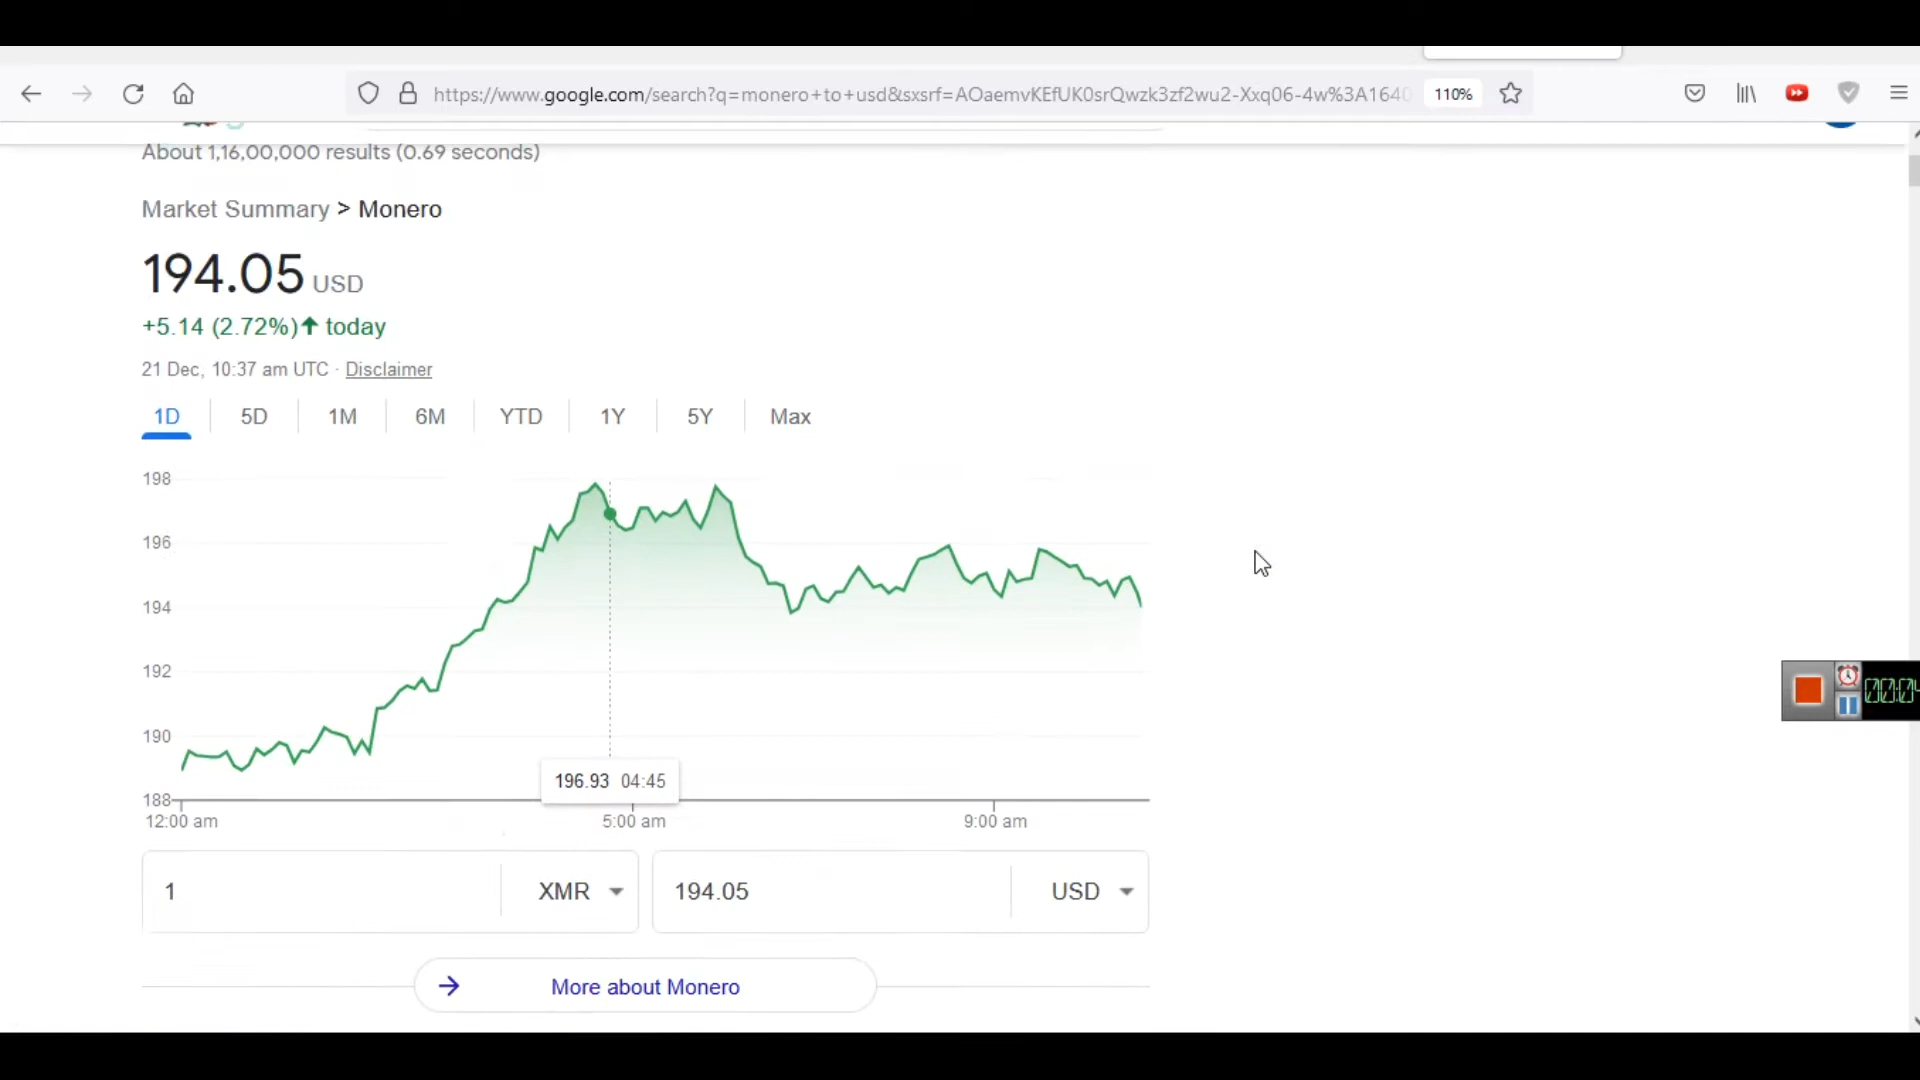 https://www.google.com/search?q=monero+to+usd&sxsrf=AOaemvKEfUK0srQwzk3zf2wu2-Xxq06-4w%3A1640
110%
About 1,16,00,000 results (0.69 seconds)
Market Summary > Monero
194.05 USD
+5.14 (2.72%) today
21 Dec, 10:37 am UTC · Disclaimer
1D 5D 1M 6M YTD 1Y 5Y Max
198
196
194
192
190
188
196.93 04:45
12:00 am 5:00 am 9:00 am
1 XMR 194.05 USD
More about Monero